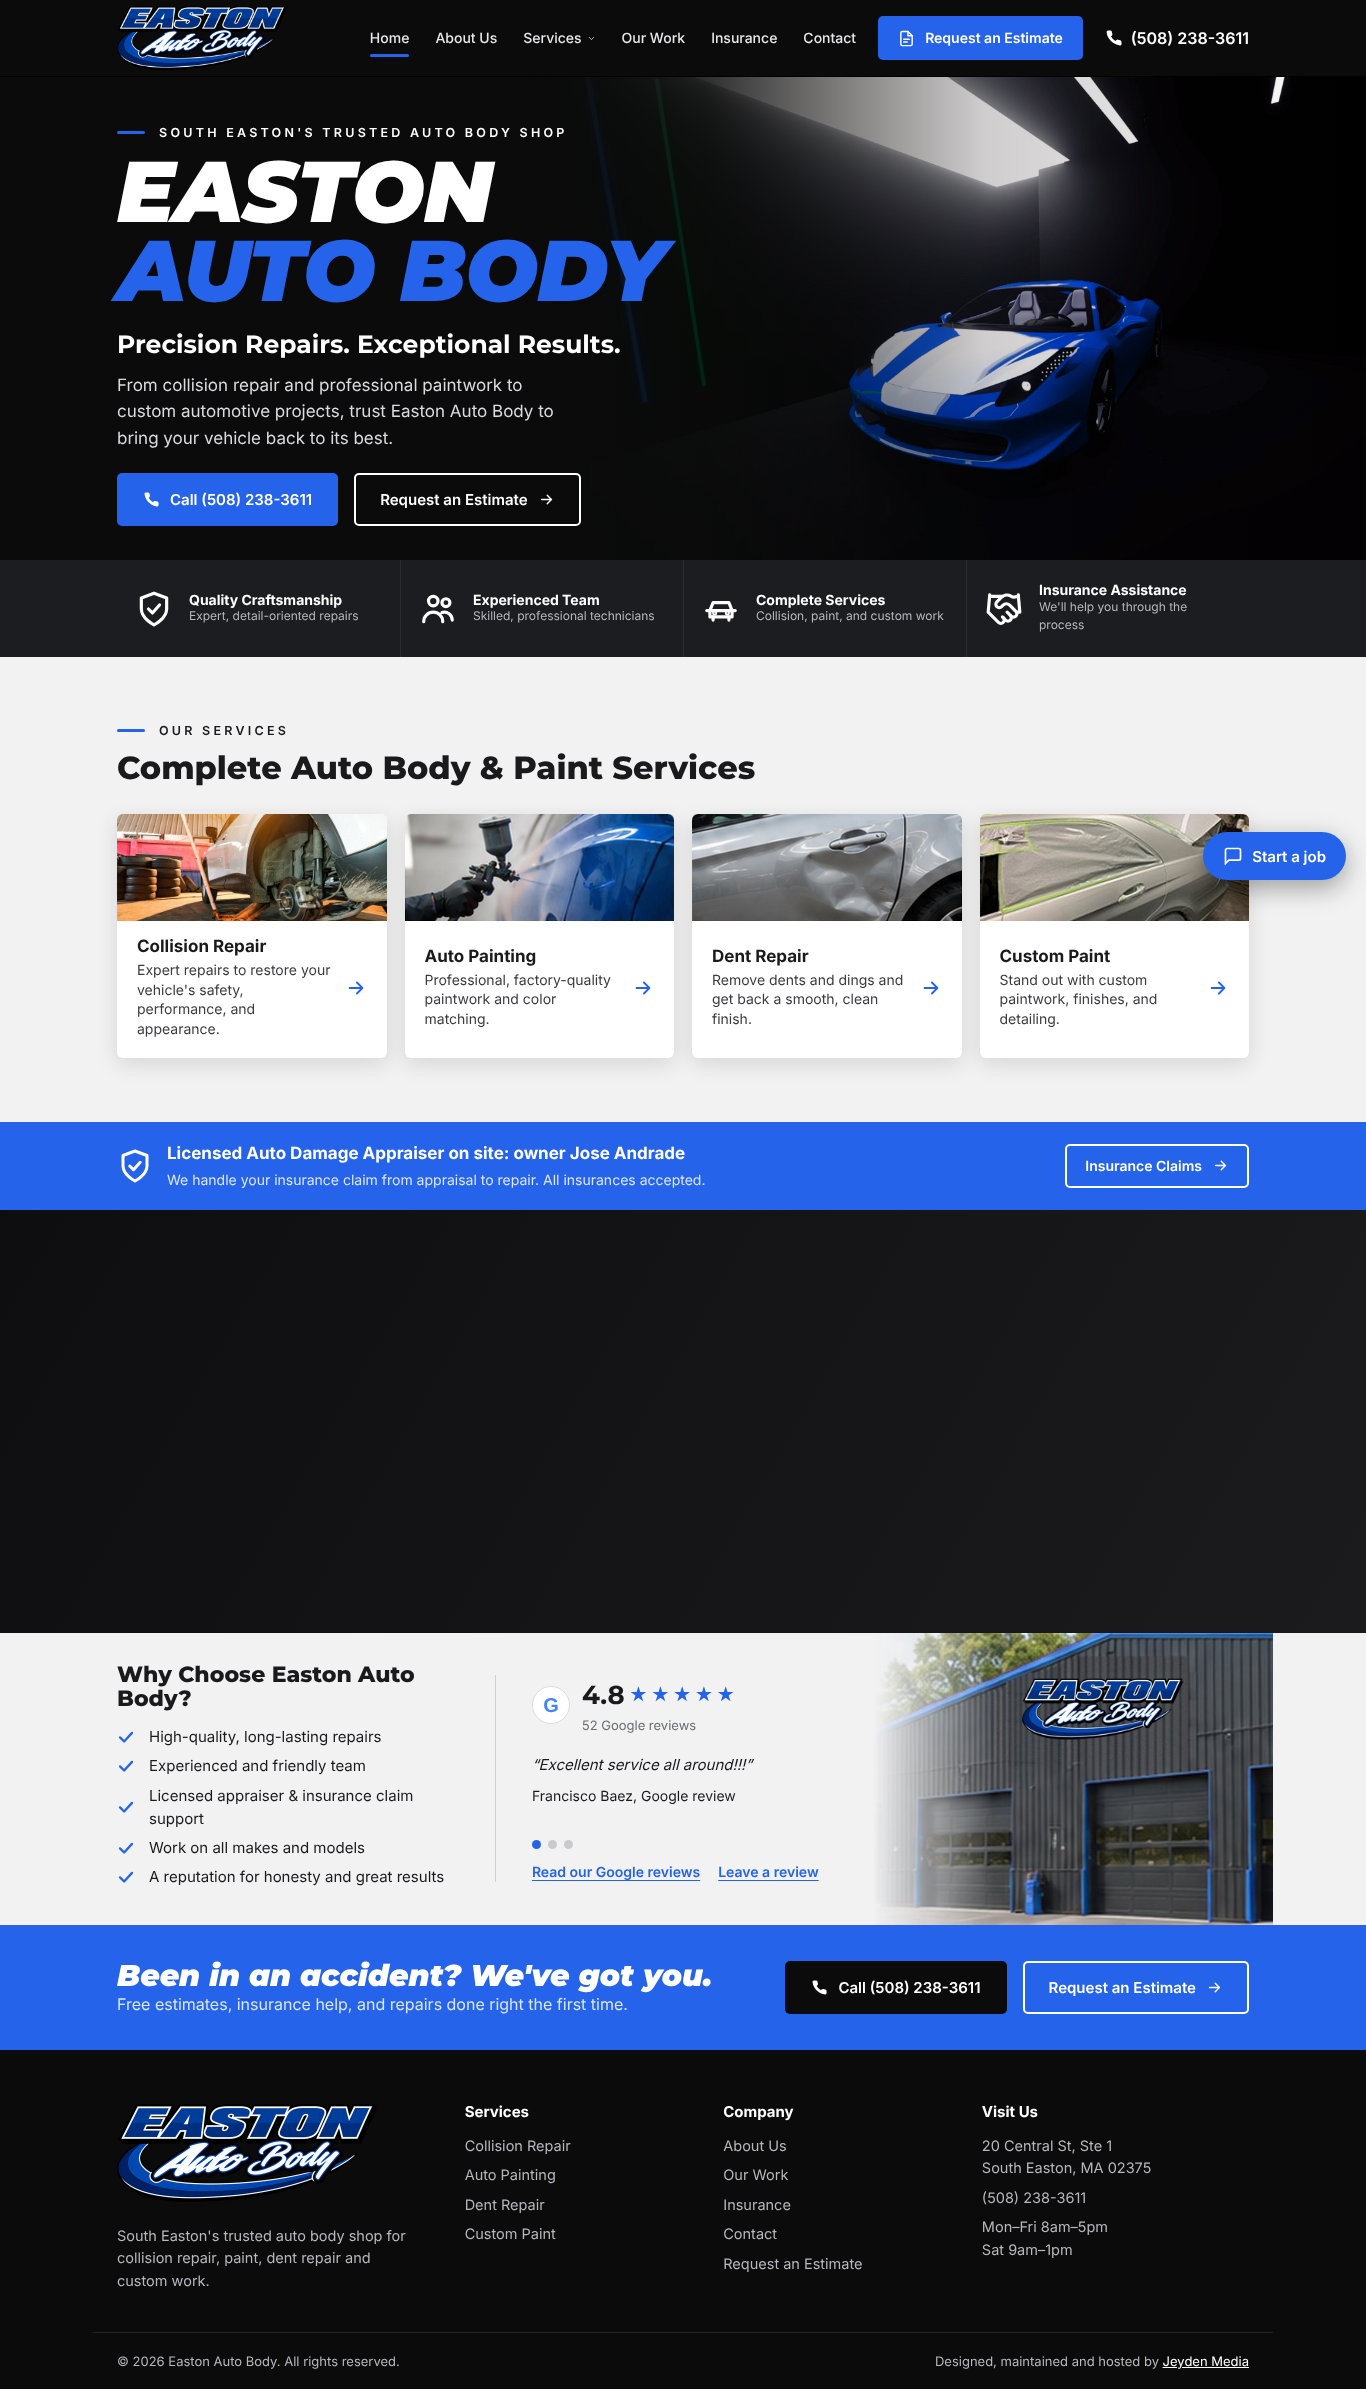 EASTON
Auto Body
Home
About Us
Services
Our Work
Insurance
Contact
Request an Estimate
(508) 238-3611
SOUTH EASTON'S TRUSTED AUTO BODY SHOP
EASTON
AUTO BODY
Precision Repairs. Exceptional Results.
From collision repair and professional paintwork to
custom automotive projects, trust Easton Auto Body to
bring your vehicle back to its best.
Call (508) 238-3611
Request an Estimate
Quality Craftsmanship
Expert, detail-oriented repairs
Experienced Team
Skilled, professional technicians
Complete Services
Collision, paint, and custom work
Insurance Assistance
We'll help you through the
process
OUR SERVICES
Complete Auto Body & Paint Services
Start a job
Collision Repair
Expert repairs to restore your
vehicle's safety,
performance, and
appearance.
Auto Painting
Professional, factory-quality
paintwork and color
matching.
Dent Repair
Remove dents and dings and
get back a smooth, clean
finish.
Custom Paint
Stand out with custom
paintwork, finishes, and
detailing.
Licensed Auto Damage Appraiser on site: owner Jose Andrade
We handle your insurance claim from appraisal to repair. All insurances accepted.
Insurance Claims
Why Choose Easton Auto
Body?
High-quality, long-lasting repairs
Experienced and friendly team
Licensed appraiser & insurance claim
support
Work on all makes and models
A reputation for honesty and great results
G
4.8 ★★★★★
52 Google reviews
“Excellent service all around!!!”
Francisco Baez, Google review
Read our Google reviews
Leave a review
EASTON
Auto Body
Been in an accident? We've got you.
Free estimates, insurance help, and repairs done right the first time.
Call (508) 238-3611
Request an Estimate
EASTON
Auto Body
South Easton's trusted auto body shop for
collision repair, paint, dent repair and
custom work.
Services
Collision Repair
Auto Painting
Dent Repair
Custom Paint
Company
About Us
Our Work
Insurance
Contact
Request an Estimate
Visit Us
20 Central St, Ste 1
South Easton, MA 02375
(508) 238-3611
Mon–Fri 8am–5pm
Sat 9am–1pm
© 2026 Easton Auto Body. All rights reserved.
Designed, maintained and hosted by Jeyden Media